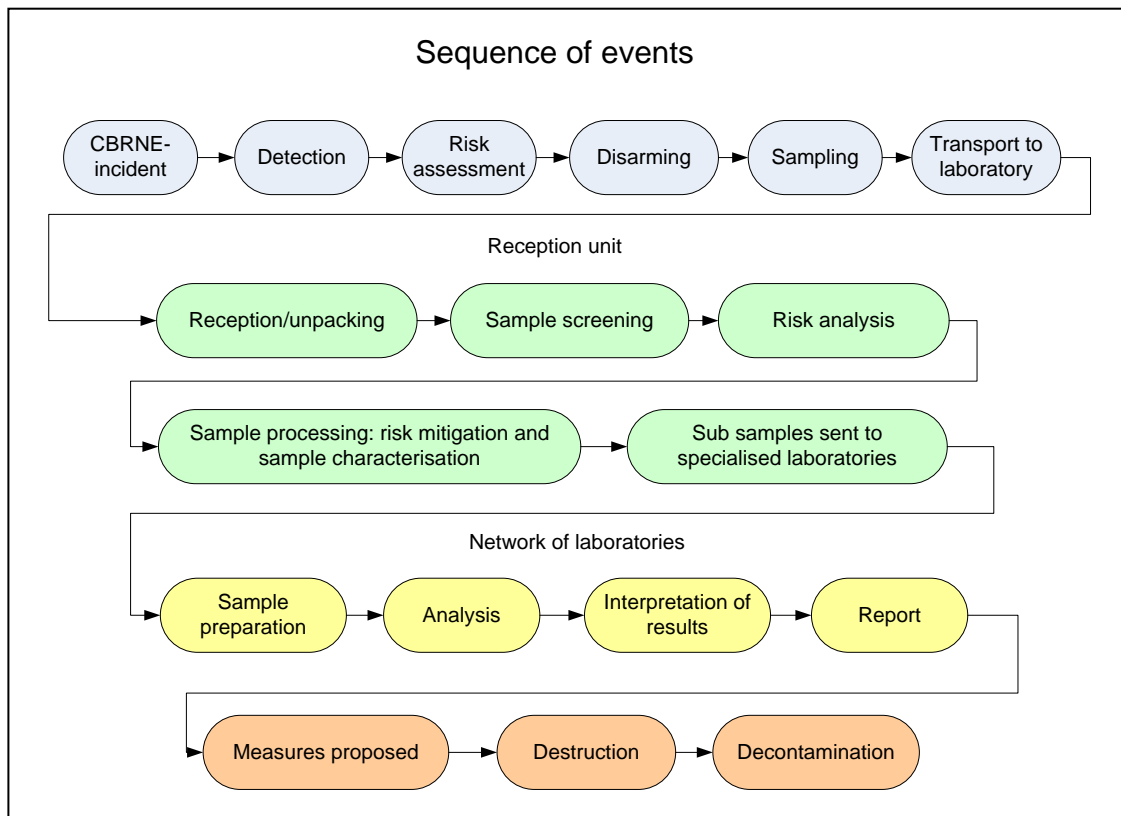 Sequence of events
CBRNE-
incident
Detection
Risk
assessment
Disarming
Sampling
Transport to
laboratory
Reception unit
Reception/unpacking
Sample screening
Risk analysis
Sample processing: risk mitigation and
sample characterisation
Sub samples sent to
specialised laboratories
Network of laboratories
Sample
preparation
Analysis
Interpretation of
results
Report
Measures proposed
Destruction
Decontamination